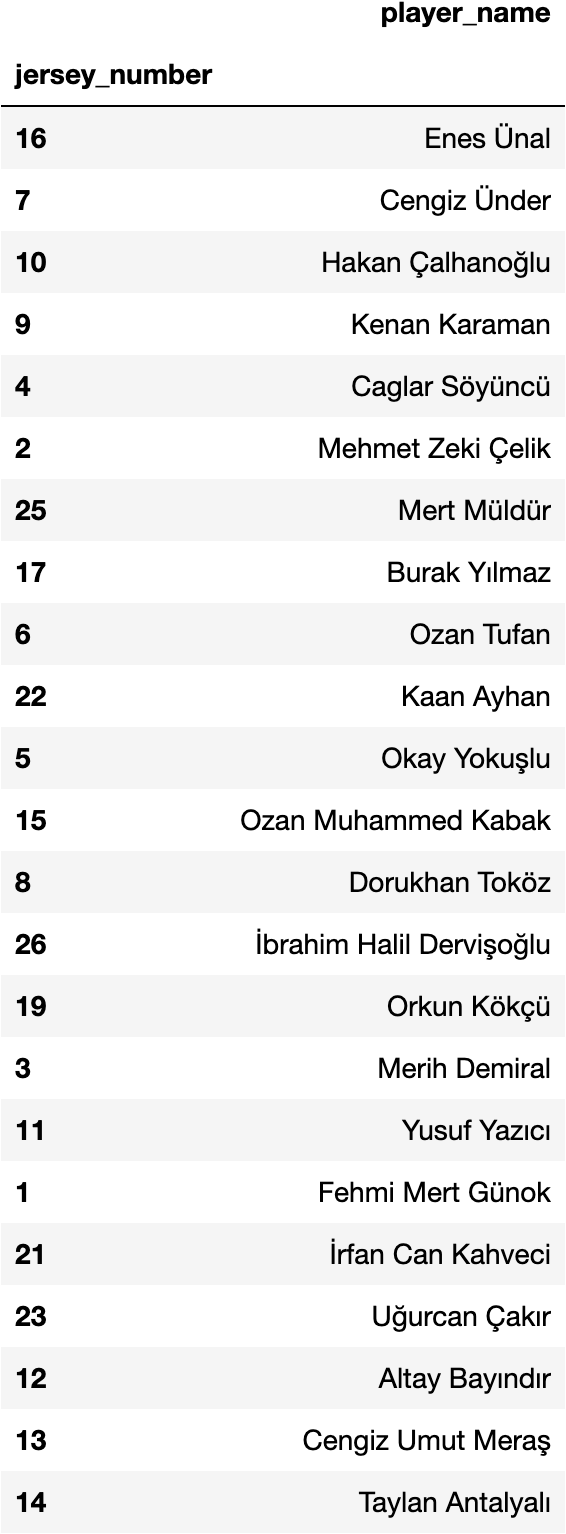 player_name
jersey_number
16 Enes Ünal
7 Cengiz Ünder
10 Hakan Çalhanoğlu
9 Kenan Karaman
4 Caglar Söyüncü
2 Mehmet Zeki Çelik
25 Mert Müldür
17 Burak Yılmaz
6 Ozan Tufan
22 Kaan Ayhan
5 Okay Yokuşlu
15 Ozan Muhammed Kabak
8 Dorukhan Toköz
26 İbrahim Halil Dervişoğlu
19 Orkun Kökçü
3 Merih Demiral
11 Yusuf Yazıcı
1 Fehmi Mert Günok
21 İrfan Can Kahveci
23 Uğurcan Çakır
12 Altay Bayındır
13 Cengiz Umut Meraş
14 Taylan Antalyalı